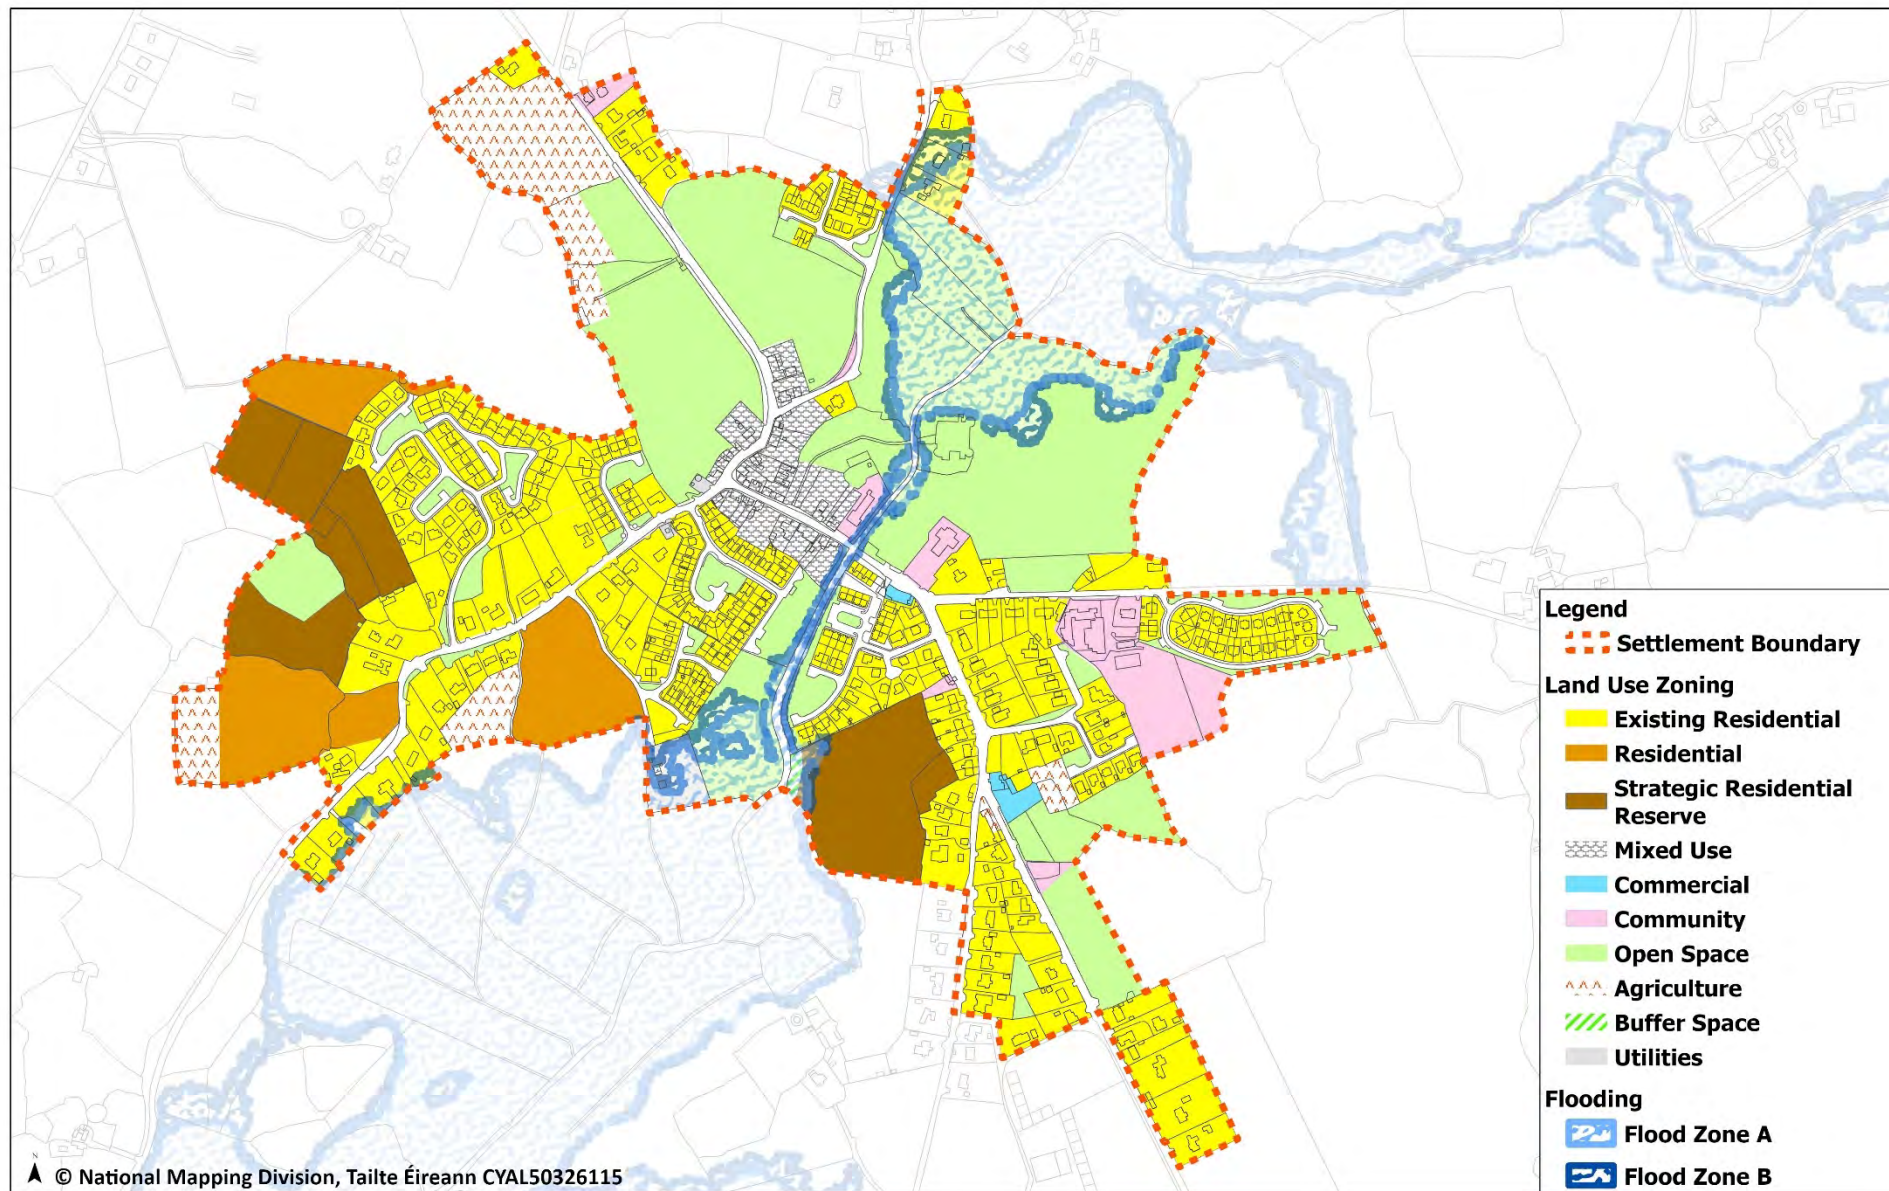 Legend
Settlement Boundary
Land Use Zoning
Existing Residential
Residential
Strategic Residential
Reserve
Mixed Use
Commercial
Community
Open Space
Agriculture
Buffer Space
Utilities
Flooding
Flood Zone A
Flood Zone B
N
© National Mapping Division, Tailte Éireann CYAL50326115